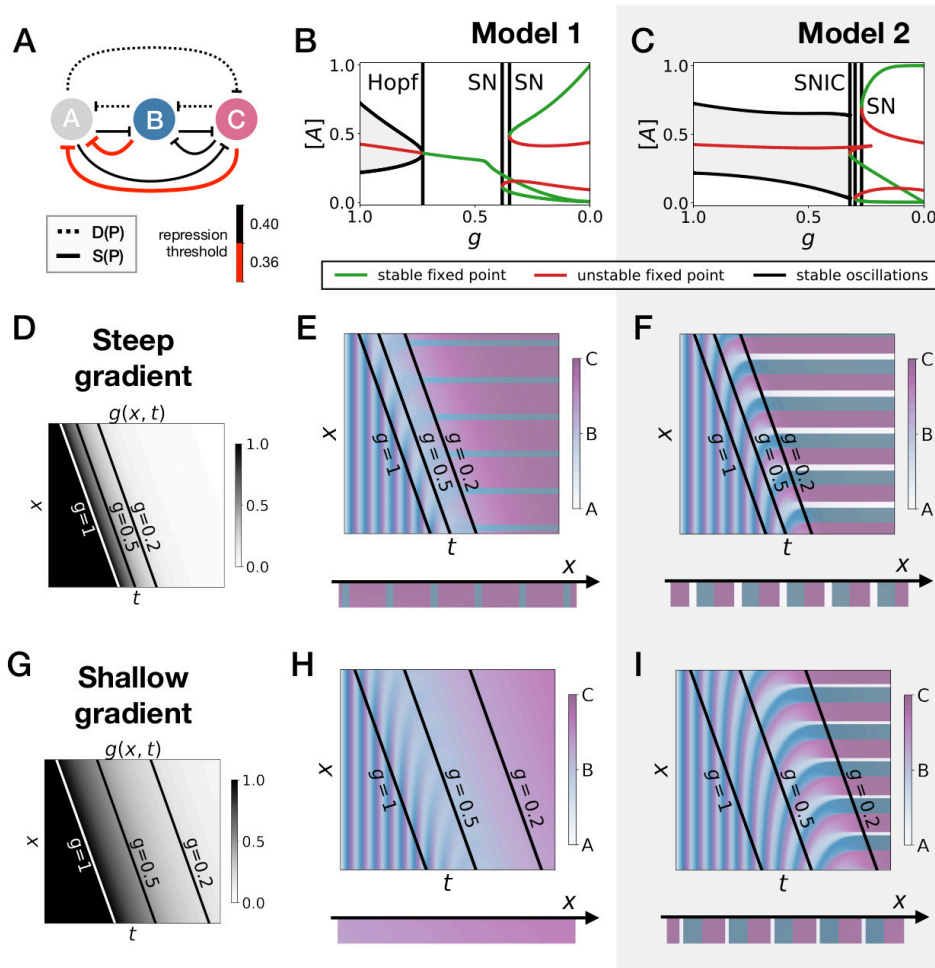 Model 1
Model 2
A
A
B
C
D(P)
S(P)
repression
threshold
0.40
0.36
B
1.0
0.5
0.0
[A]
Hopf
SN
SN
1.0
0.5
0.0
g
C
1.0
0.5
0.0
[A]
SNIC
SN
1.0
0.5
0.0
g
stable fixed point
unstable fixed point
stable oscillations
D
Steep
gradient
g(x, t)
x
g=1
g=0.5
g=0.2
t
1.0
0.5
0.0
E
x
g = 1
g = 0.5
g = 0.2
t
C
B
A
x
F
x
g = 1
g = 0.5
g = 0.2
t
C
B
A
x
G
Shallow
gradient
g(x, t)
x
g=1
g=0.5
g=0.2
t
1.0
0.5
0.0
H
x
g = 1
g = 0.5
g = 0.2
t
C
B
A
x
I
x
g = 1
g = 0.5
g = 0.2
t
C
B
A
x